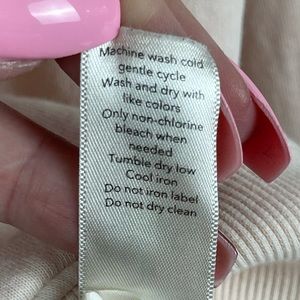 Machine wash cold
gentle cycle
Wash and dry with
like colors
Only non-chlorine
bleach when
needed
Tumble dry low
Cool iron
Do not iron label
Do not dry clean